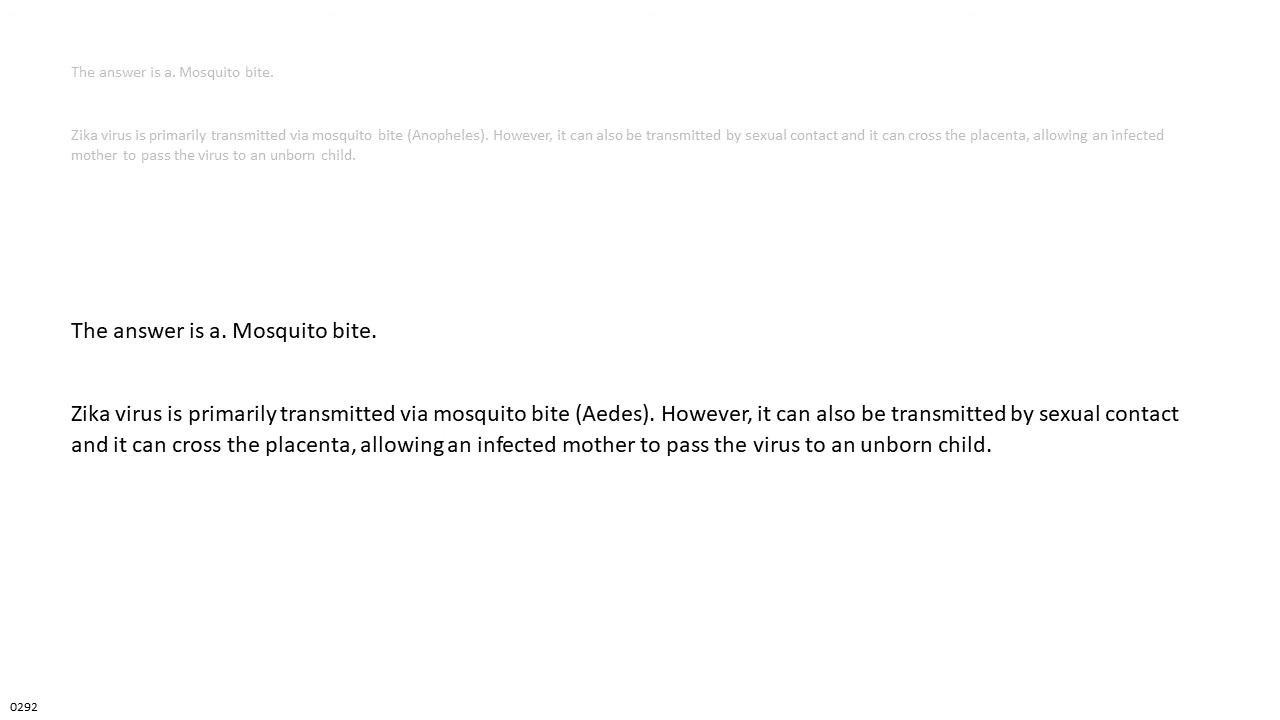 The answer is a. Mosquito bite.
Zika virus is primarily transmitted via mosquito bite (Anopheles). However, it can also be transmitted by sexual contact and it can cross the placenta, allowing an infected
mother to pass the virus to an unborn child.
The answer is a. Mosquito bite.
Zika virus is primarily transmitted via mosquito bite (Aedes). However, it can also be transmitted by sexual contact
and it can cross the placenta, allowing an infected mother to pass the virus to an unborn child.
0292